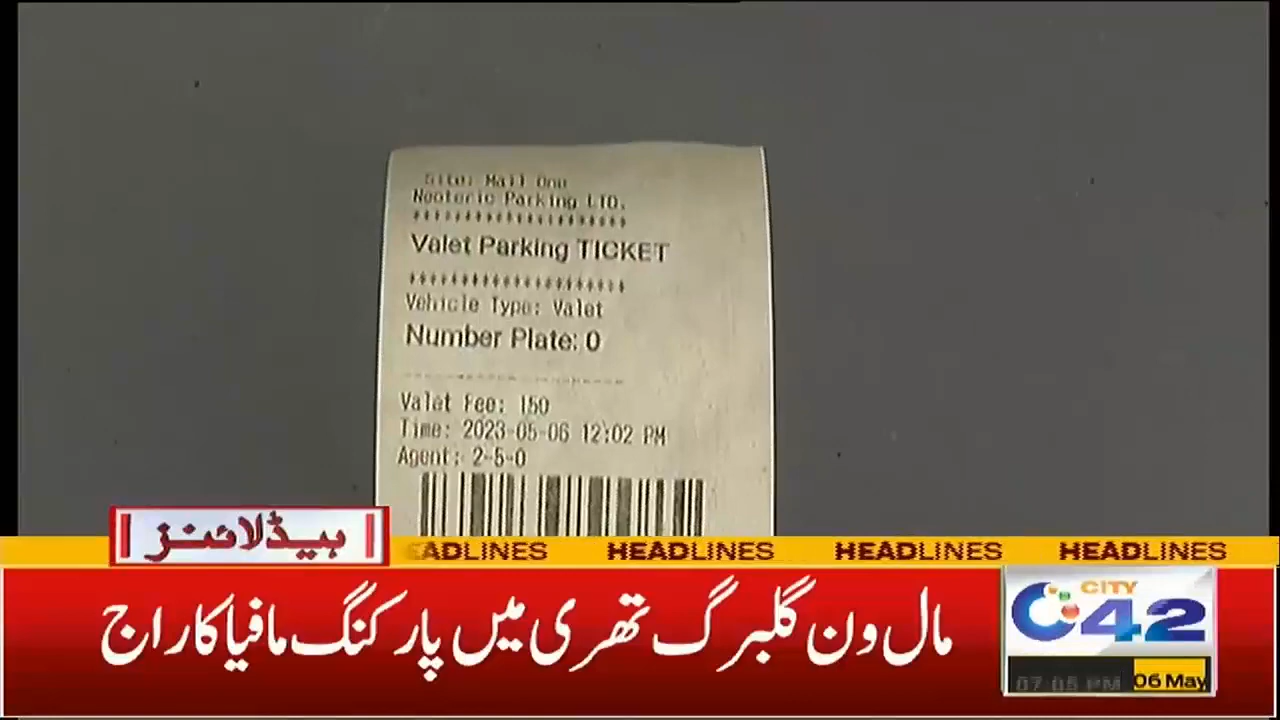 Site: Mall One
Neoteric Parking LTD.
Valet Parking TICKET
Vehicle Type: Valet
Number Plate: 0
Valet Fee: 150
Time: 2023-05-06 12:02 PM
Agent: 2-5-0
ہیڈلائنز
EADLINES HEADLINES HEADLINES HEADLINES
مال ون گلبرگ تھری میں پارکنگ مافیا کا راج
CITY
42
07:05 PM 06 May